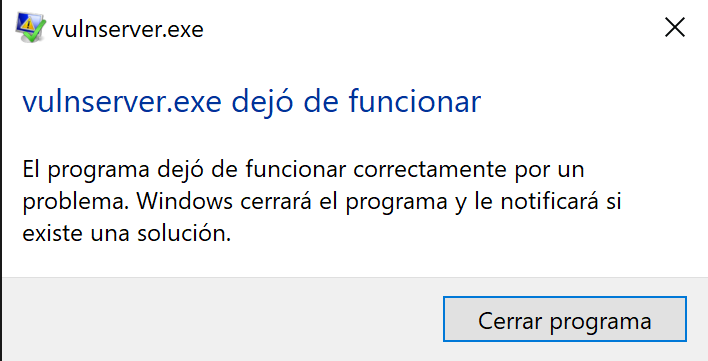 vulnserver.exe
vulnserver.exe dejó de funcionar
El programa dejó de funcionar correctamente por un
problema. Windows cerrará el programa y le notificará si
existe una solución.
Cerrar programa